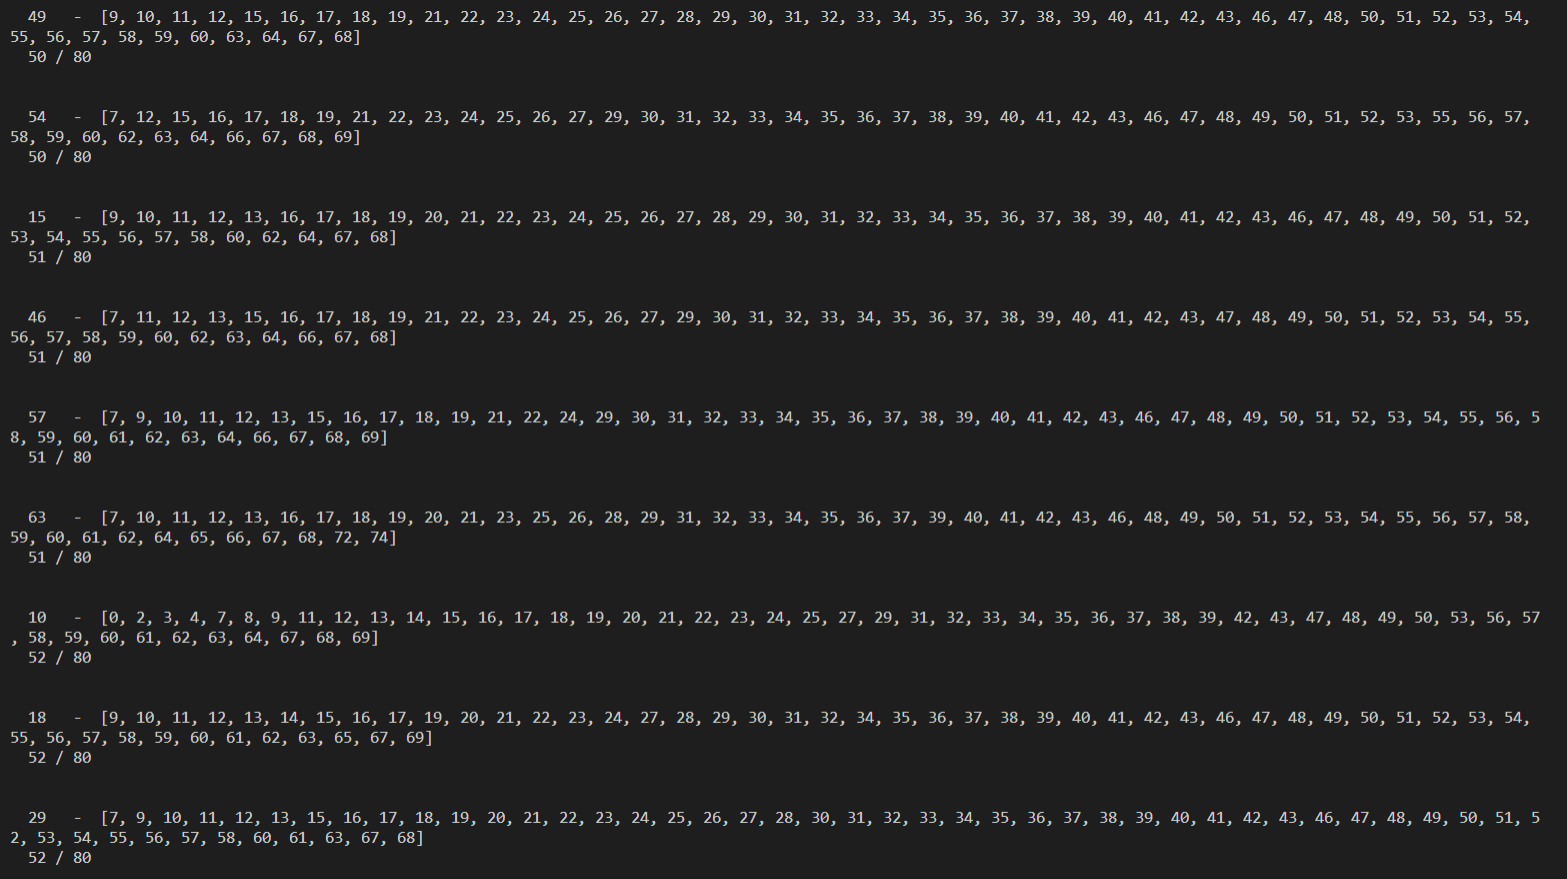 49 - [9, 10, 11, 12, 15, 16, 17, 18, 19, 21, 22, 23, 24, 25, 26, 27, 28, 29, 30, 31, 32, 33, 34, 35, 36, 37, 38, 39, 40, 41, 42, 43, 46, 47, 48, 50, 51, 52, 53, 54,
55, 56, 57, 58, 59, 60, 63, 64, 67, 68]
50 / 80
54 - [7, 12, 15, 16, 17, 18, 19, 21, 22, 23, 24, 25, 26, 27, 29, 30, 31, 32, 33, 34, 35, 36, 37, 38, 39, 40, 41, 42, 43, 46, 47, 48, 49, 50, 51, 52, 53, 55, 56, 57,
58, 59, 60, 62, 63, 64, 66, 67, 68, 69]
50 / 80
15 - [9, 10, 11, 12, 13, 16, 17, 18, 19, 20, 21, 22, 23, 24, 25, 26, 27, 28, 29, 30, 31, 32, 33, 34, 35, 36, 37, 38, 39, 40, 41, 42, 43, 46, 47, 48, 49, 50, 51, 52,
53, 54, 55, 56, 57, 58, 60, 62, 64, 67, 68]
51 / 80
46 - [7, 11, 12, 13, 15, 16, 17, 18, 19, 21, 22, 23, 24, 25, 26, 27, 29, 30, 31, 32, 33, 34, 35, 36, 37, 38, 39, 40, 41, 42, 43, 47, 48, 49, 50, 51, 52, 53, 54, 55,
56, 57, 58, 59, 60, 62, 63, 64, 66, 67, 68]
51 / 80
57 - [7, 9, 10, 11, 12, 13, 15, 16, 17, 18, 19, 21, 22, 24, 29, 30, 31, 32, 33, 34, 35, 36, 37, 38, 39, 40, 41, 42, 43, 46, 47, 48, 49, 50, 51, 52, 53, 54, 55, 56, 5
8, 59, 60, 61, 62, 63, 64, 66, 67, 68, 69]
51 / 80
63 - [7, 10, 11, 12, 13, 16, 17, 18, 19, 20, 21, 23, 25, 26, 28, 29, 31, 32, 33, 34, 35, 36, 37, 39, 40, 41, 42, 43, 46, 48, 49, 50, 51, 52, 53, 54, 55, 56, 57, 58,
59, 60, 61, 62, 64, 65, 66, 67, 68, 72, 74]
51 / 80
10 - [0, 2, 3, 4, 7, 8, 9, 11, 12, 13, 14, 15, 16, 17, 18, 19, 20, 21, 22, 23, 24, 25, 27, 29, 31, 32, 33, 34, 35, 36, 37, 38, 39, 42, 43, 47, 48, 49, 50, 53, 56, 57
, 58, 59, 60, 61, 62, 63, 64, 67, 68, 69]
52 / 80
18 - [9, 10, 11, 12, 13, 14, 15, 16, 17, 19, 20, 21, 22, 23, 24, 27, 28, 29, 30, 31, 32, 34, 35, 36, 37, 38, 39, 40, 41, 42, 43, 46, 47, 48, 49, 50, 51, 52, 53, 54,
55, 56, 57, 58, 59, 60, 61, 62, 63, 65, 67, 69]
52 / 80
29 - [7, 9, 10, 11, 12, 13, 15, 16, 17, 18, 19, 20, 21, 22, 23, 24, 25, 26, 27, 28, 30, 31, 32, 33, 34, 35, 36, 37, 38, 39, 40, 41, 42, 43, 46, 47, 48, 49, 50, 51, 5
2, 53, 54, 55, 56, 57, 58, 60, 61, 63, 67, 68]
52 / 80